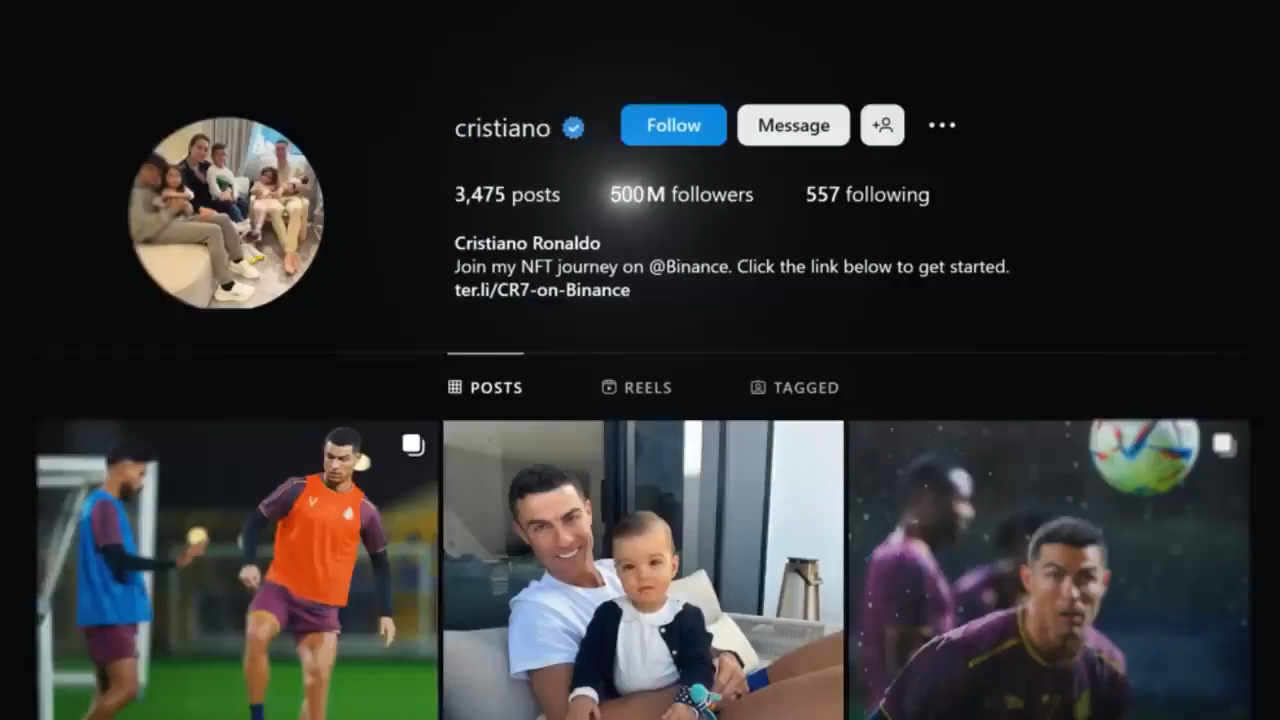 cristiano Follow Message
3,475 posts 500M followers 557 following
Cristiano Ronaldo
Join my NFT journey on @Binance. Click the link below to get started.
ter.li/CR7-on-Binance
POSTS REELS TAGGED